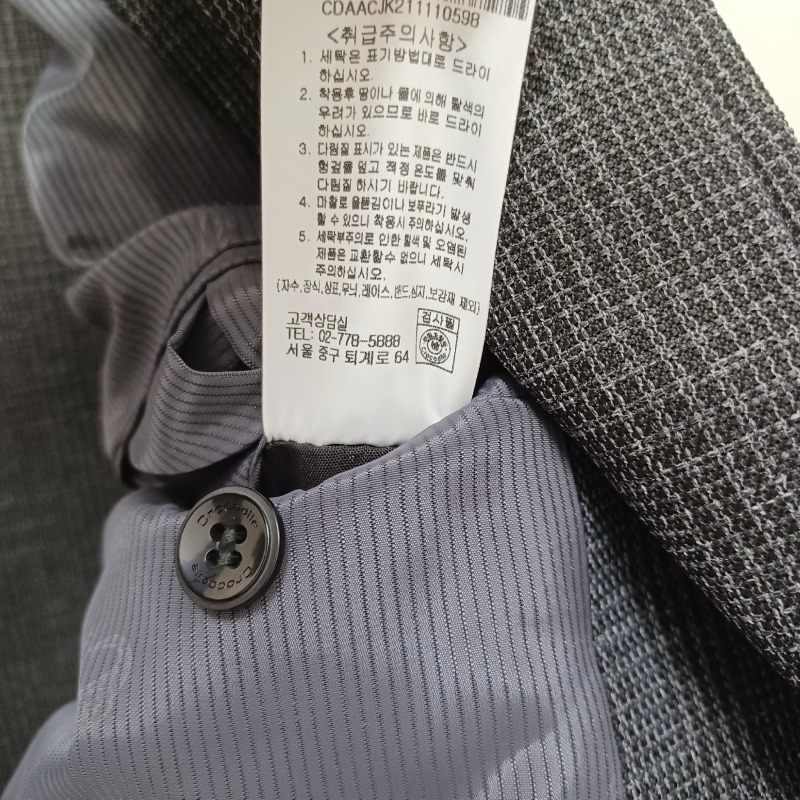 CDAACJK211110598
<취급주의사항>
1. 세탁은 표기방법대로 드라이
하십시오.
2. 착용후 땀이나 물에 의해 탈색의
우려가 있으므로 바로 드라이
하십시오.
3. 다림질 표시가 있는 제품은 반드시
헝겊을 덮고 적정 온도를 맞춰
다림질 하시기 바랍니다.
4. 마찰로 올뜯김이나 보푸라기 발생
할 수 있으니 착용시 주의하십시오.
5. 세탁부주의로 인한 탈색 및 오염된
제품은 교환할수 없으니 세탁시
주의하십시오.
(자수,장식,상표,무늬,레이스,밴드,심지,보강재 제외)
고객상담실
TEL: 02-778-5888
서울 중구 퇴계로 64
검사필
Crocodile
Crocodile
Crocodile